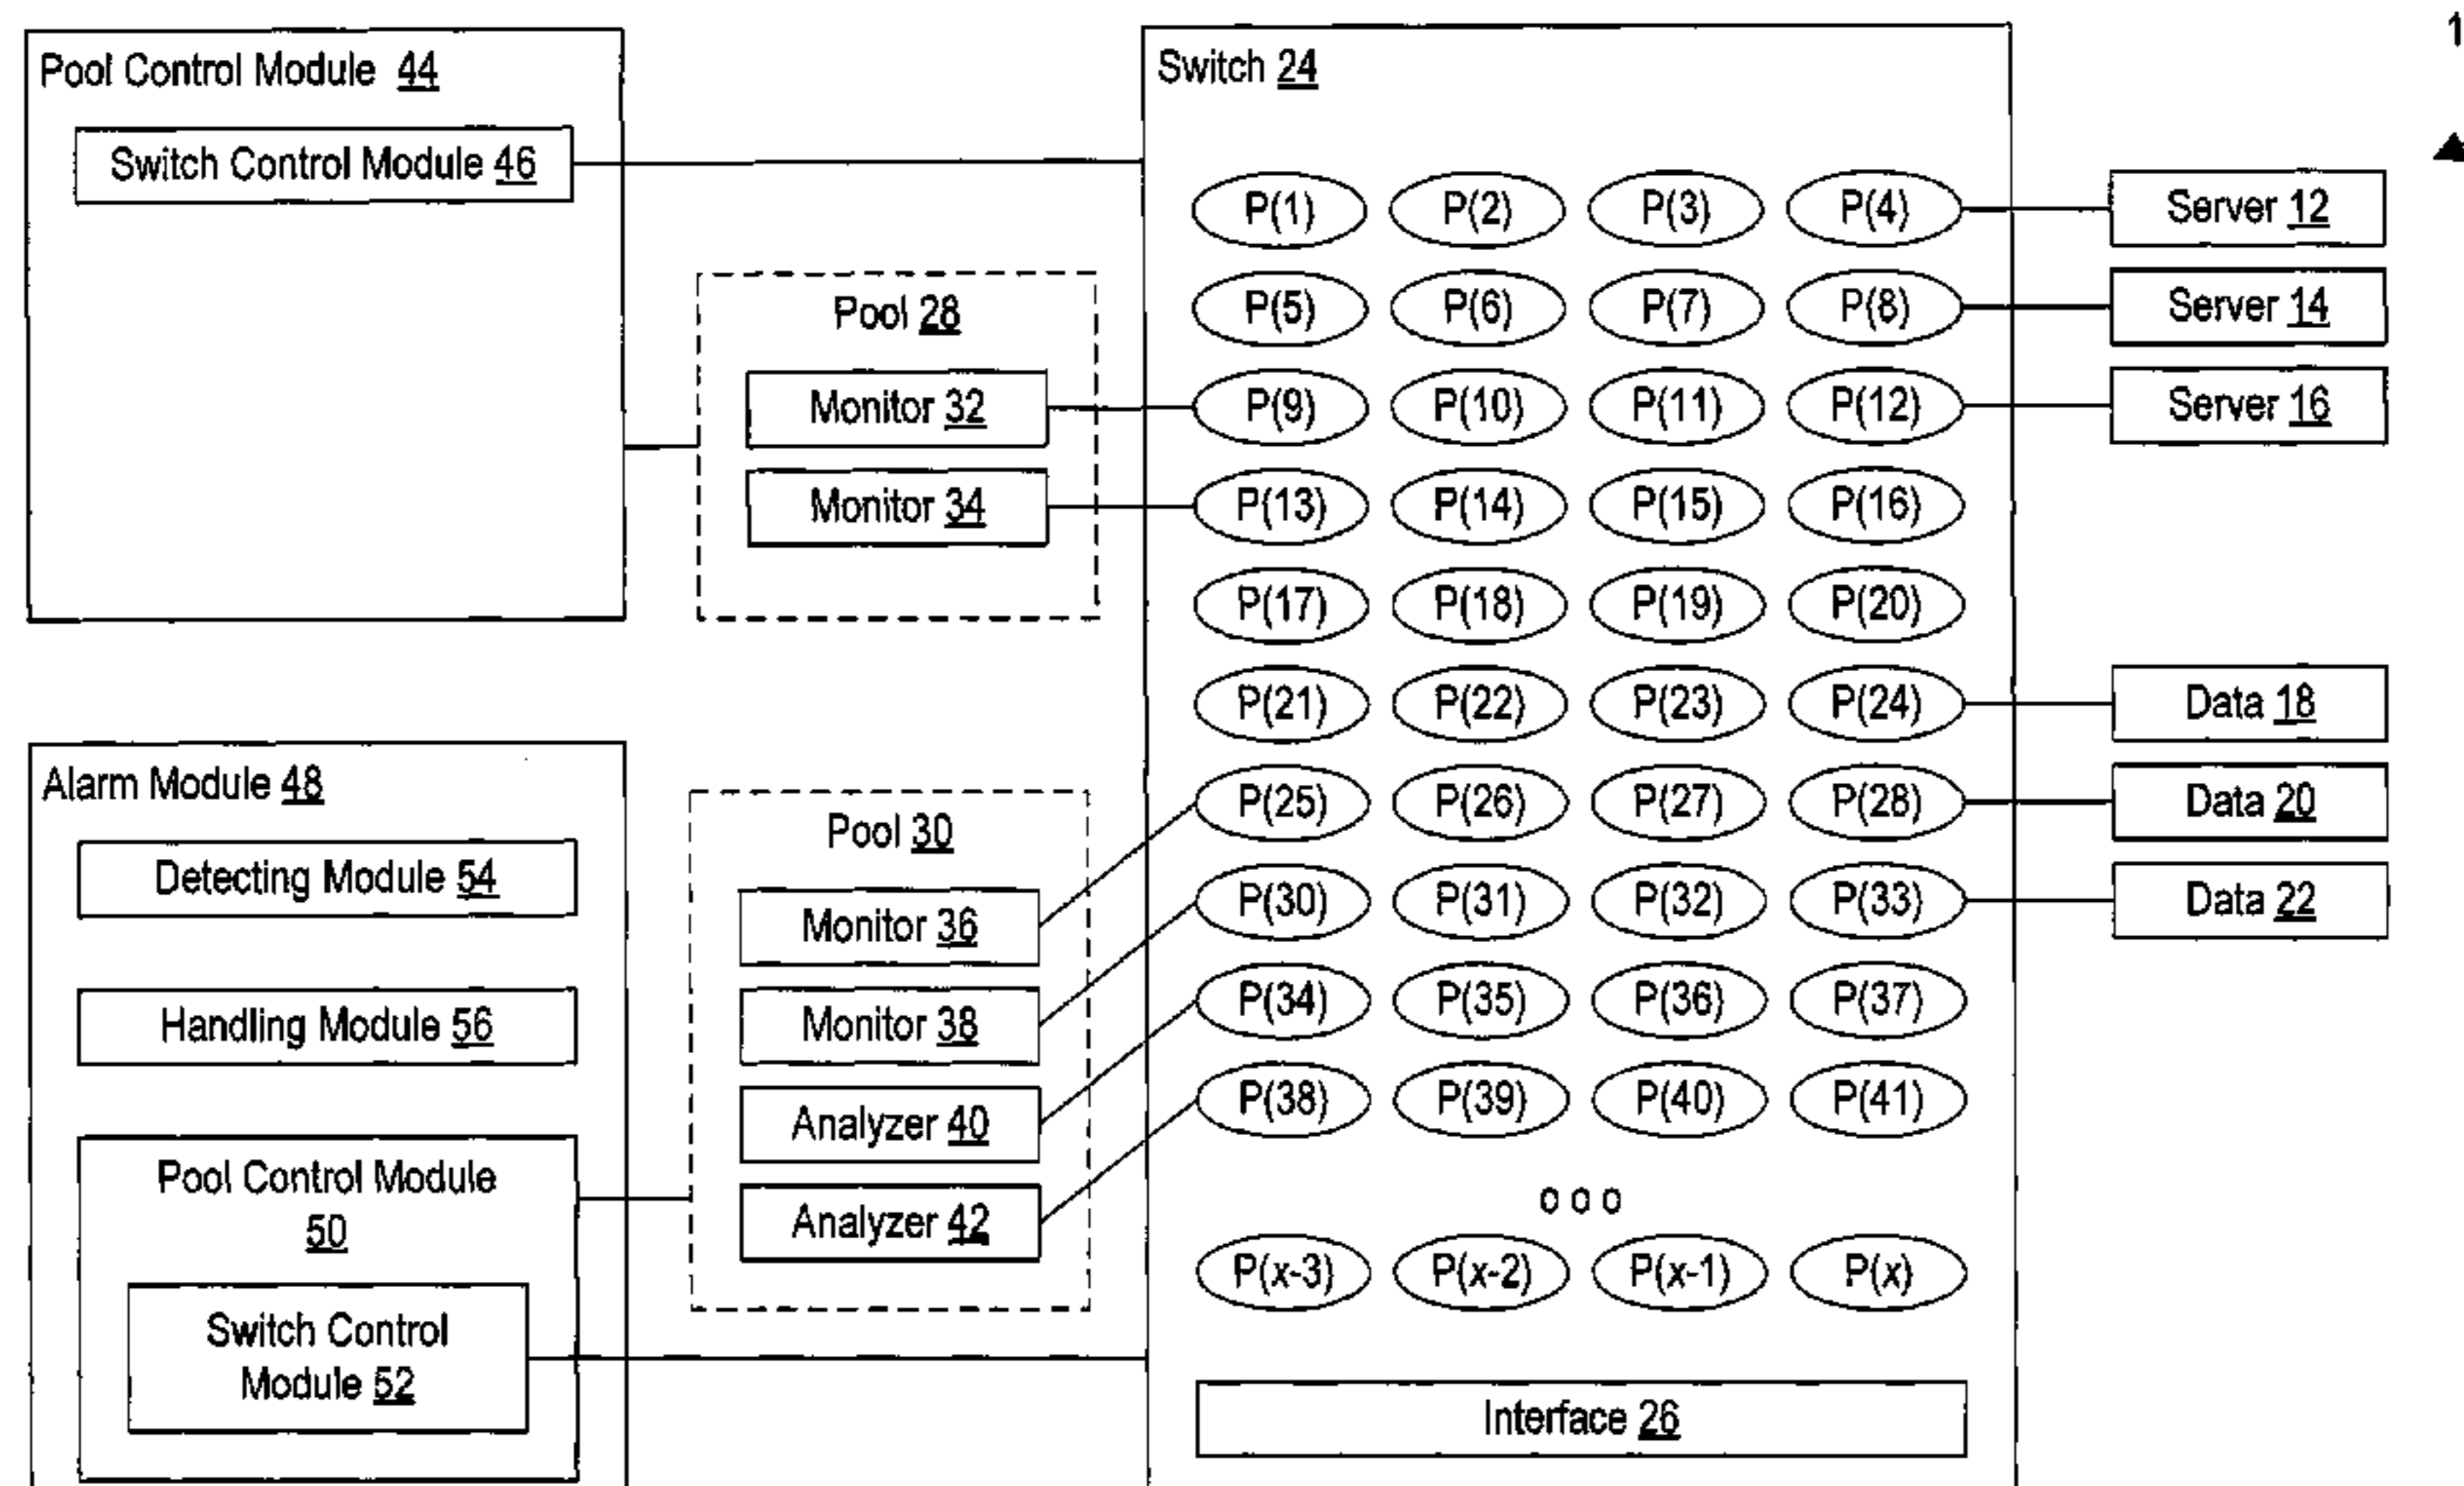 1
Pool Control Module 44
Switch Control Module 46
Pool 28
Monitor 32
Monitor 34
Alarm Module 48
Detecting Module 54
Handling Module 56
Pool Control Module
50
Switch Control
Module 52
Pool 30
Monitor 36
Monitor 38
Analyzer 40
Analyzer 42
Switch 24
P(1) P(2) P(3) P(4)
P(5) P(6) P(7) P(8)
P(9) P(10) P(11) P(12)
P(13) P(14) P(15) P(16)
P(17) P(18) P(19) P(20)
P(21) P(22) P(23) P(24)
P(25) P(26) P(27) P(28)
P(30) P(31) P(32) P(33)
P(34) P(35) P(36) P(37)
P(38) P(39) P(40) P(41)
o o o
P(x-3) P(x-2) P(x-1) P(x)
Interface 26
Server 12
Server 14
Server 16
Data 18
Data 20
Data 22